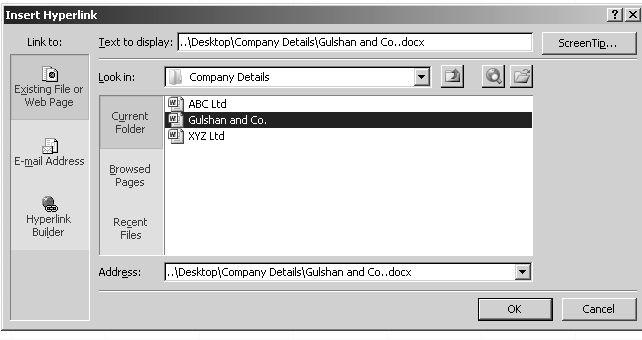 Insert Hyperlink
Link to:
Text to display: ..\Desktop\Company Details\Gulshan and Co..docx
ScreenTip...
Existing File or
Web Page
Look in: Company Details
Current
Folder
ABC Ltd
Gulshan and Co.
XYZ Ltd
E-mail Address
Browsed
Pages
Hyperlink
Builder
Recent
Files
Address: ..\Desktop\Company Details\Gulshan and Co..docx
OK
Cancel